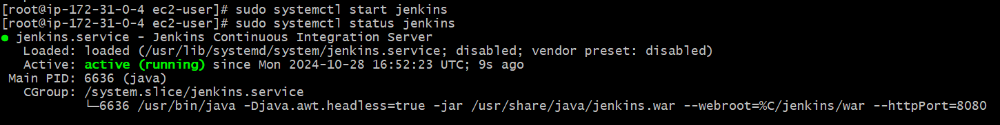 [root@ip-172-31-0-4 ec2-user]# sudo systemctl start jenkins
[root@ip-172-31-0-4 ec2-user]# sudo systemctl status jenkins
● jenkins.service - Jenkins Continuous Integration Server
   Loaded: loaded (/usr/lib/systemd/system/jenkins.service; disabled; vendor preset: disabled)
   Active: active (running) since Mon 2024-10-28 16:52:23 UTC; 9s ago
 Main PID: 6636 (java)
   CGroup: /system.slice/jenkins.service
           └─6636 /usr/bin/java -Djava.awt.headless=true -jar /usr/share/java/jenkins.war --webroot=%C/jenkins/war --httpPort=8080